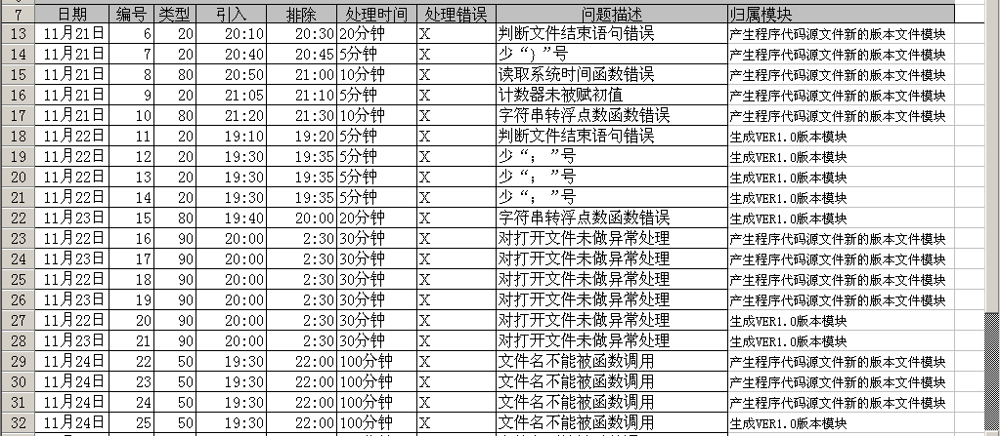 7 日期 编号 类型 引入 排除 处理时间 处理错误 问题描述 归属模块
13 11月21日 6 20 20:10 20:30 20分钟 X 判断文件结束语句错误 产生程序代码源文件新的版本文件模块
14 11月21日 7 20 20:40 20:45 5分钟 X 少“}”号 产生程序代码源文件新的版本文件模块
15 11月21日 8 80 20:50 21:00 10分钟 X 读取系统时间函数错误 产生程序代码源文件新的版本文件模块
16 11月21日 9 20 21:05 21:10 5分钟 X 计数器未被赋初值 产生程序代码源文件新的版本文件模块
17 11月21日 10 80 21:20 21:30 10分钟 X 字符串转浮点数函数错误 产生程序代码源文件新的版本文件模块
18 11月22日 11 20 19:10 19:20 5分钟 X 判断文件结束语句错误 生成VER1.0版本模块
19 11月22日 12 20 19:30 19:35 5分钟 X 少“；”号 生成VER1.0版本模块
20 11月22日 13 20 19:30 19:35 5分钟 X 少“；”号 生成VER1.0版本模块
21 11月22日 14 20 19:30 19:35 5分钟 X 少“；”号 生成VER1.0版本模块
22 11月23日 15 80 19:40 20:00 20分钟 X 字符串转浮点数函数错误 生成VER1.0版本模块
23 11月22日 16 90 20:00 2:30 30分钟 X 对打开文件未做异常处理 产生程序代码源文件新的版本文件模块
24 11月23日 17 90 20:00 2:30 30分钟 X 对打开文件未做异常处理 产生程序代码源文件新的版本文件模块
25 11月22日 18 90 20:00 2:30 30分钟 X 对打开文件未做异常处理 产生程序代码源文件新的版本文件模块
26 11月23日 19 90 20:00 2:30 30分钟 X 对打开文件未做异常处理 产生程序代码源文件新的版本文件模块
27 11月22日 20 90 20:00 2:30 30分钟 X 对打开文件未做异常处理 生成VER1.0版本模块
28 11月23日 21 90 20:00 2:30 30分钟 X 对打开文件未做异常处理 生成VER1.0版本模块
29 11月24日 22 50 19:30 22:00 100分钟 X 文件名不能被函数调用 产生程序代码源文件新的版本文件模块
30 11月24日 23 50 19:30 22:00 100分钟 X 文件名不能被函数调用 产生程序代码源文件新的版本文件模块
31 11月24日 24 50 19:30 22:00 100分钟 X 文件名不能被函数调用 产生程序代码源文件新的版本文件模块
32 11月24日 25 50 19:30 22:00 100分钟 X 文件名不能被函数调用 生成VER1.0版本模块